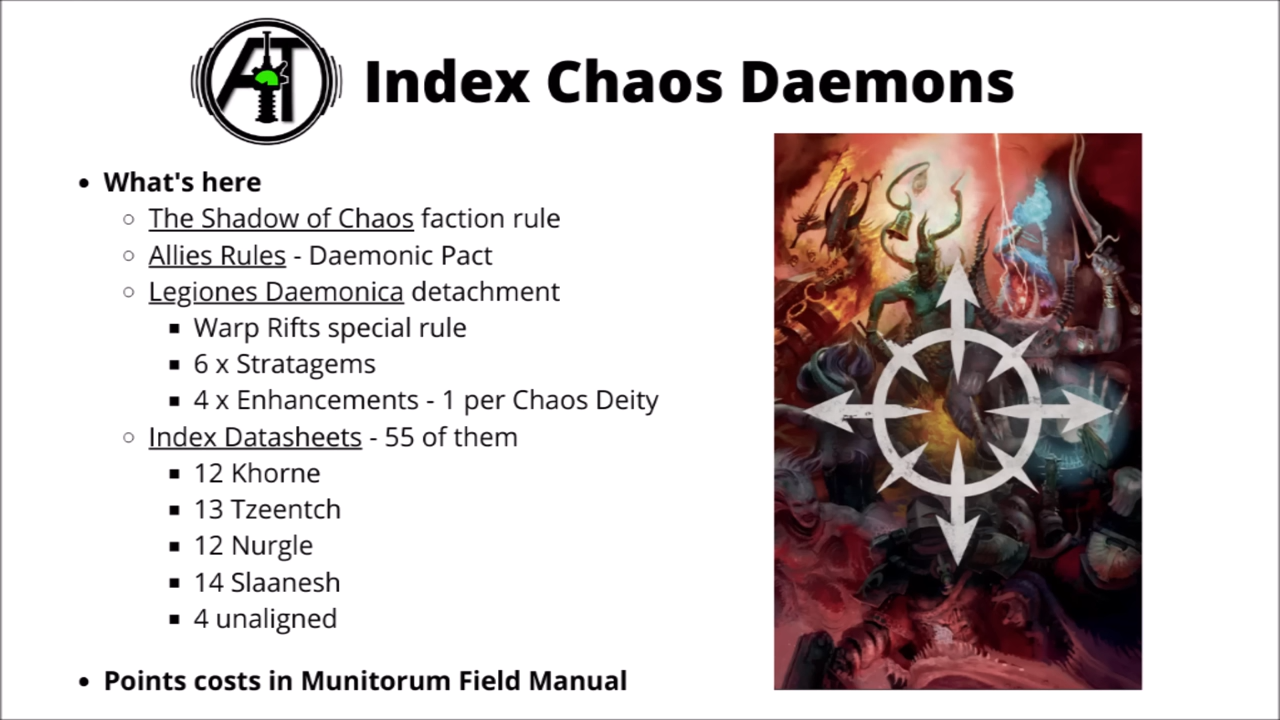 AT
Index Chaos Daemons
• What's here
○ The Shadow of Chaos faction rule
○ Allies Rules - Daemonic Pact
○ Legiones Daemonica detachment
▪ Warp Rifts special rule
▪ 6 x Stratagems
▪ 4 x Enhancements - 1 per Chaos Deity
○ Index Datasheets - 55 of them
▪ 12 Khorne
▪ 13 Tzeentch
▪ 12 Nurgle
▪ 14 Slaanesh
▪ 4 unaligned
• Points costs in Munitorum Field Manual